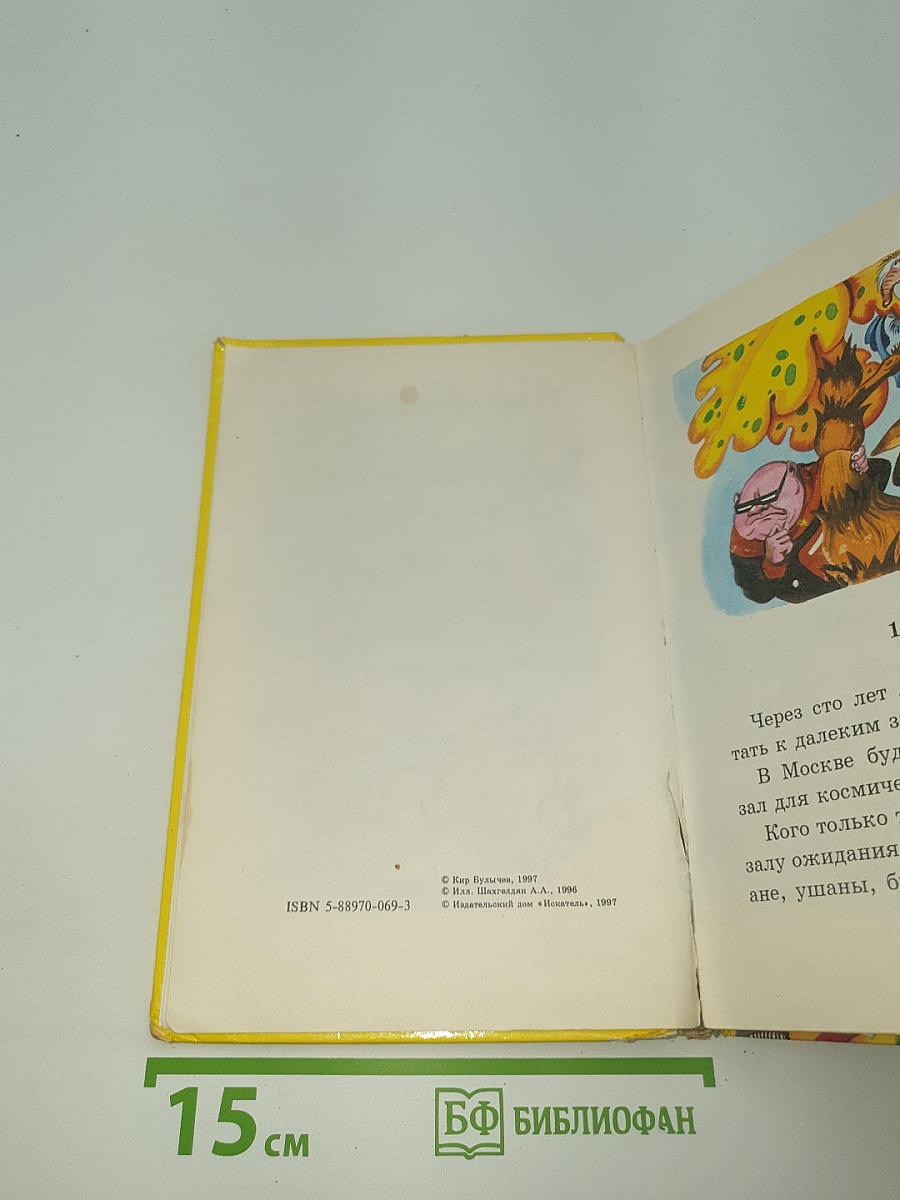 © Кир Булычев, 1997
© Илл. Шахгелдян А.А., 1996
ISBN 5-88970-069-3
© Издательский дом «Искатель», 1997
1
Через сто лет
тать к далеким з
В Москве буд
зал для космиче
Кого только т
залу ожидания
ане, ушаны, б
15 см
БФ БИБЛИОФАН